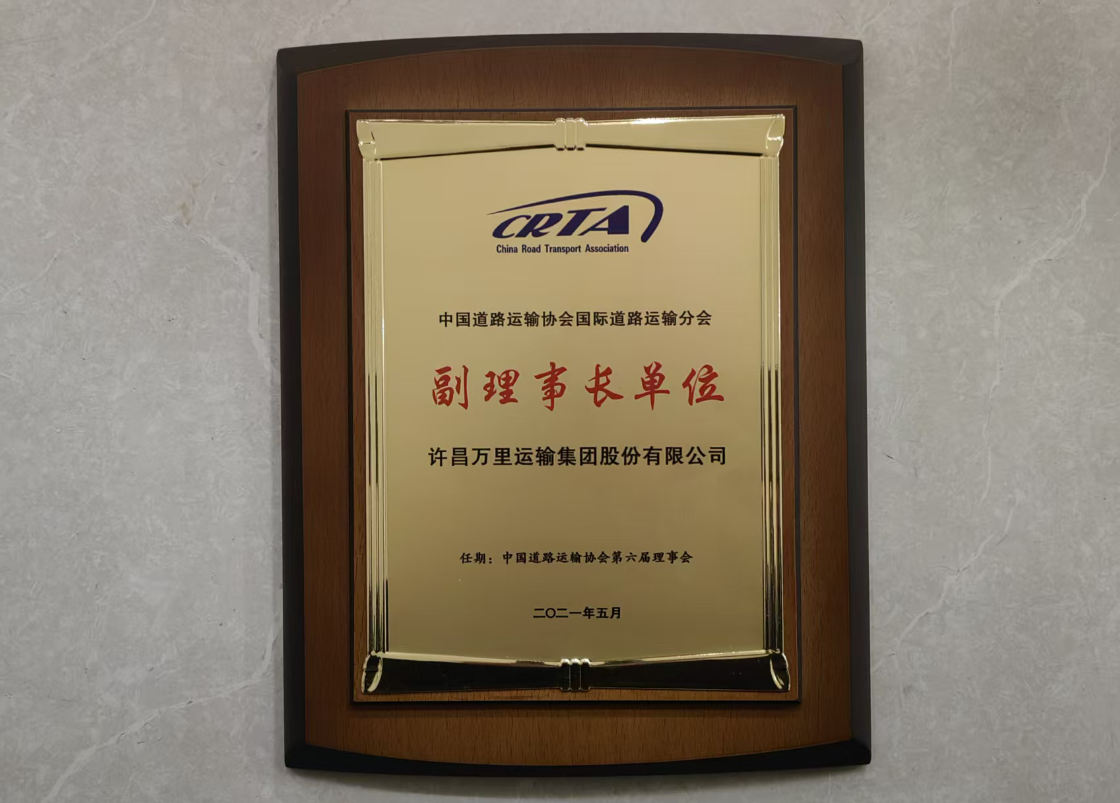 CRTA
China Road Transport Association
中国道路运输协会国际道路运输分会
副理事长单位
许昌万里运输集团股份有限公司
任期：中国道路运输协会第六届理事会
二〇二一年五月